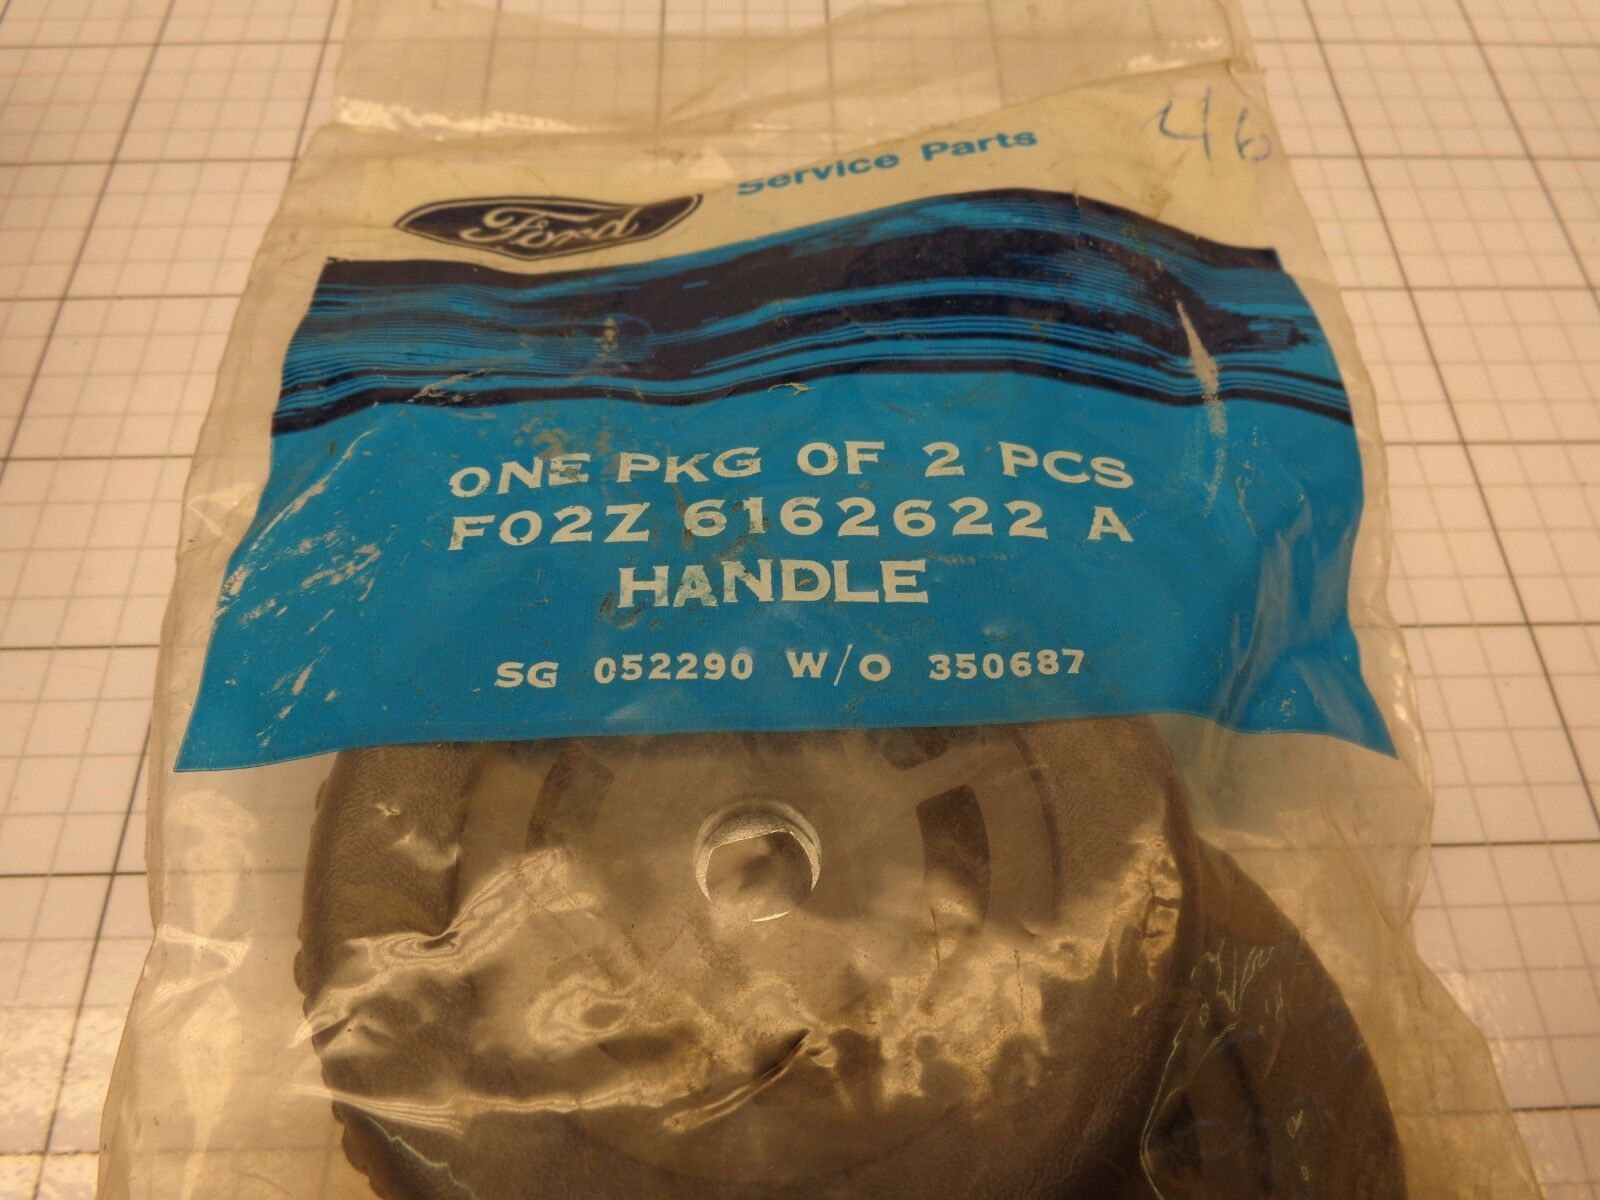 46
Service Parts
Ford
ONE PKG OF 2 PCS
F02Z 6162622 A
HANDLE
SG 052290 W/O 350687